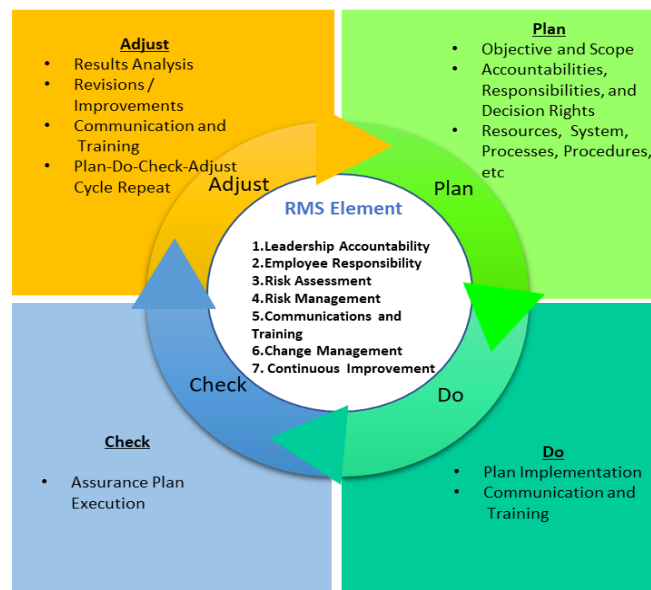 Adjust
• Results Analysis
• Revisions /
Improvements
• Communication and
Training
• Plan-Do-Check-Adjust
Cycle Repeat
Plan
• Objective and Scope
• Accountabilities,
Responsibilities, and
Decision Rights
• Resources, System,
Processes, Procedures,
etc
Adjust
Plan
RMS Element
1.Leadership Accountability
2.Employee Responsibility
3.Risk Assessment
4.Risk Management
5.Communications and
Training
6.Change Management
7. Continuous Improvement
Check
Do
Check
• Assurance Plan
Execution
Do
• Plan Implementation
• Communication and
Training